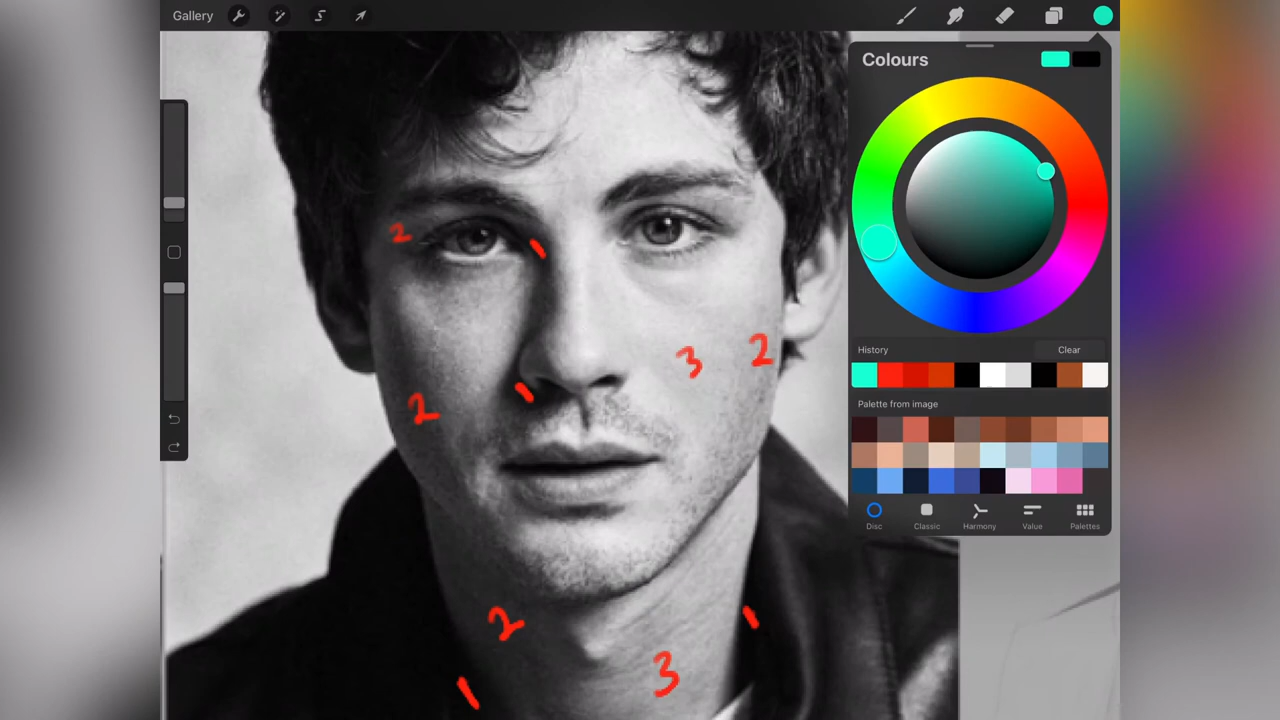 Gallery
Colours
2
1
History
Clear
3 2
Palette from image
1
2
Disc
Classic
Harmony
Value
Palettes
2
1
3
1